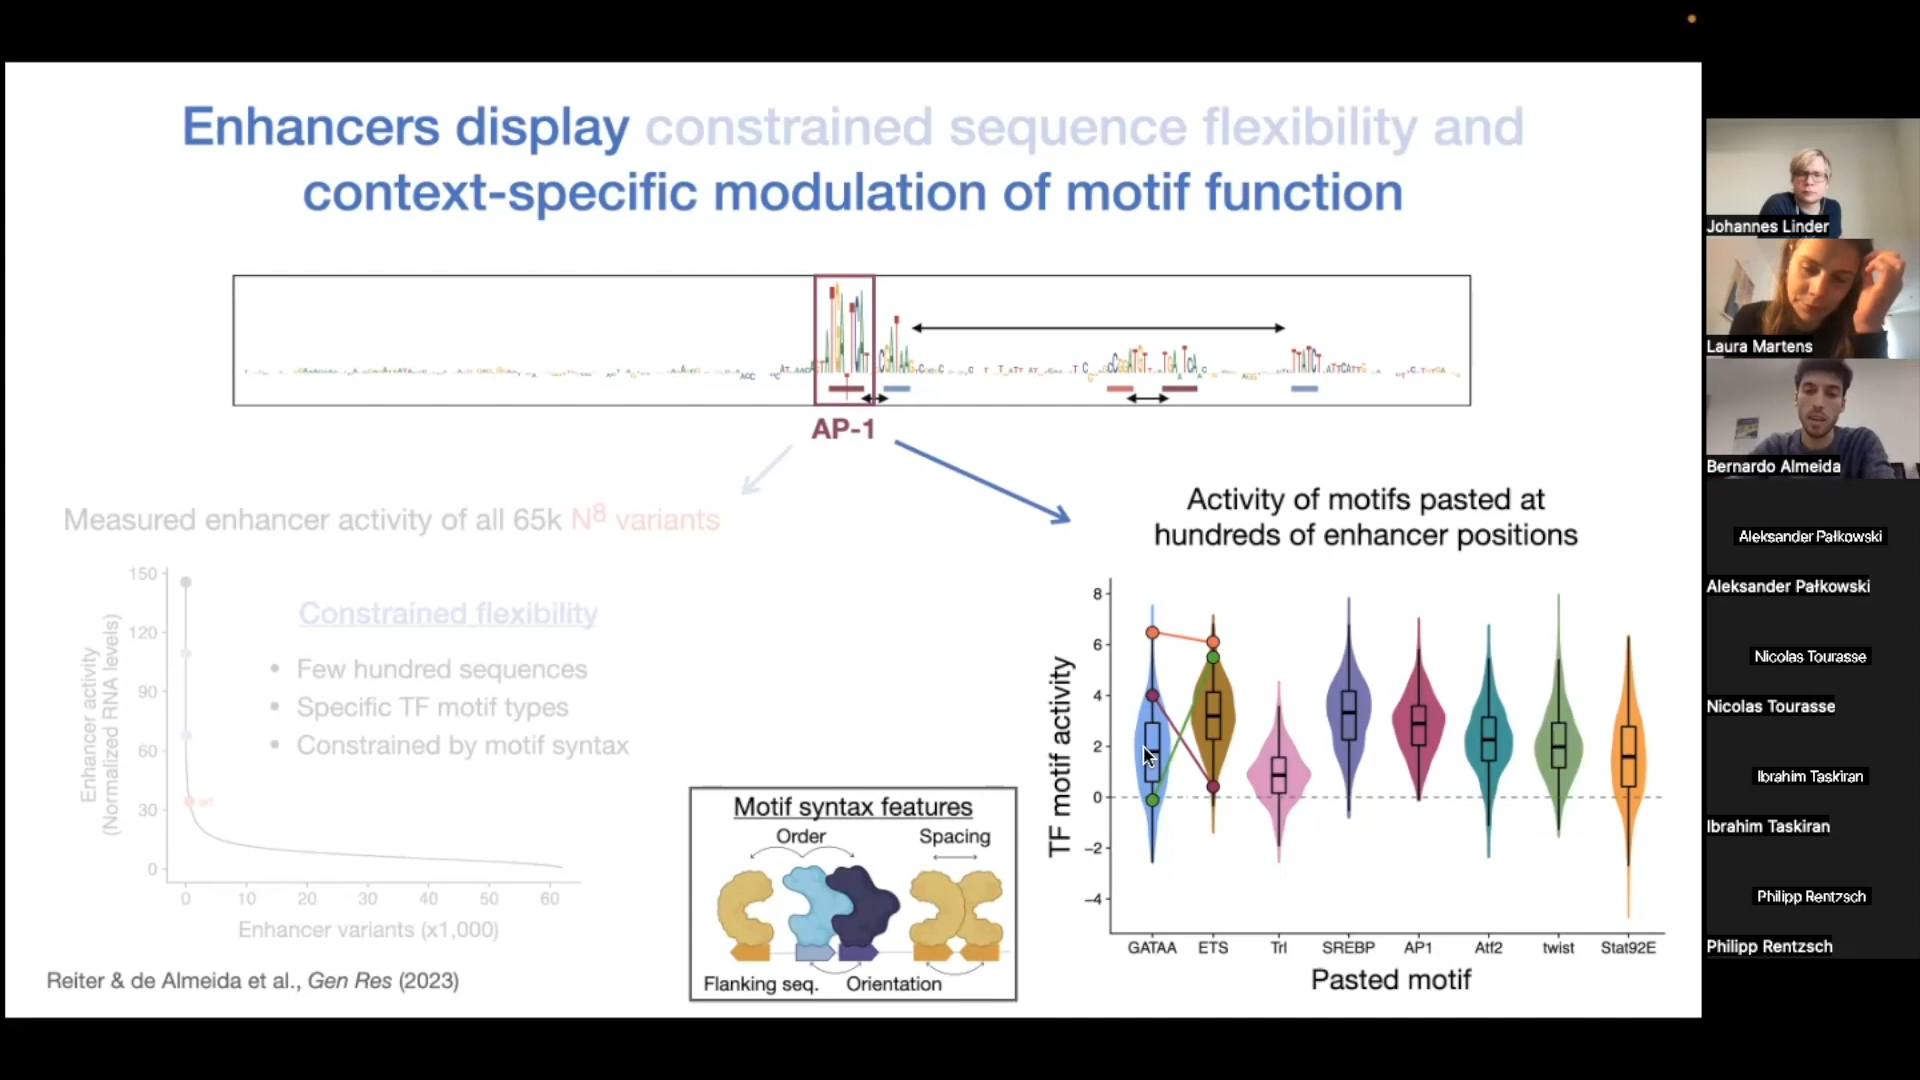 Enhancers display constrained sequence flexibility and
context-specific modulation of motif function
AP-1
Measured enhancer activity of all 65k N8 variants
Activity of motifs pasted at
hundreds of enhancer positions
Enhancer activity
(Normalized RNA levels)
150
120
90
60
30
0
wt
0
10
20
30
40
50
60
Enhancer variants (x1,000)
Constrained flexibility
• Few hundred sequences
• Specific TF motif types
• Constrained by motif syntax
Motif syntax features
Order
Spacing
Flanking seq.
Orientation
TF motif activity
8
6
4
2
0
−2
−4
GATAA
ETS
Trl
SREBP
AP1
Atf2
twist
Stat92E
Pasted motif
Reiter & de Almeida et al., Gen Res (2023)
Johannes Linder
Laura Martens
Bernardo Almeida
Aleksander Pałkowski
Aleksander Pałkowski
Nicolas Tourasse
Nicolas Tourasse
Ibrahim Taskiran
Ibrahim Taskiran
Philipp Rentzsch
Philipp Rentzsch